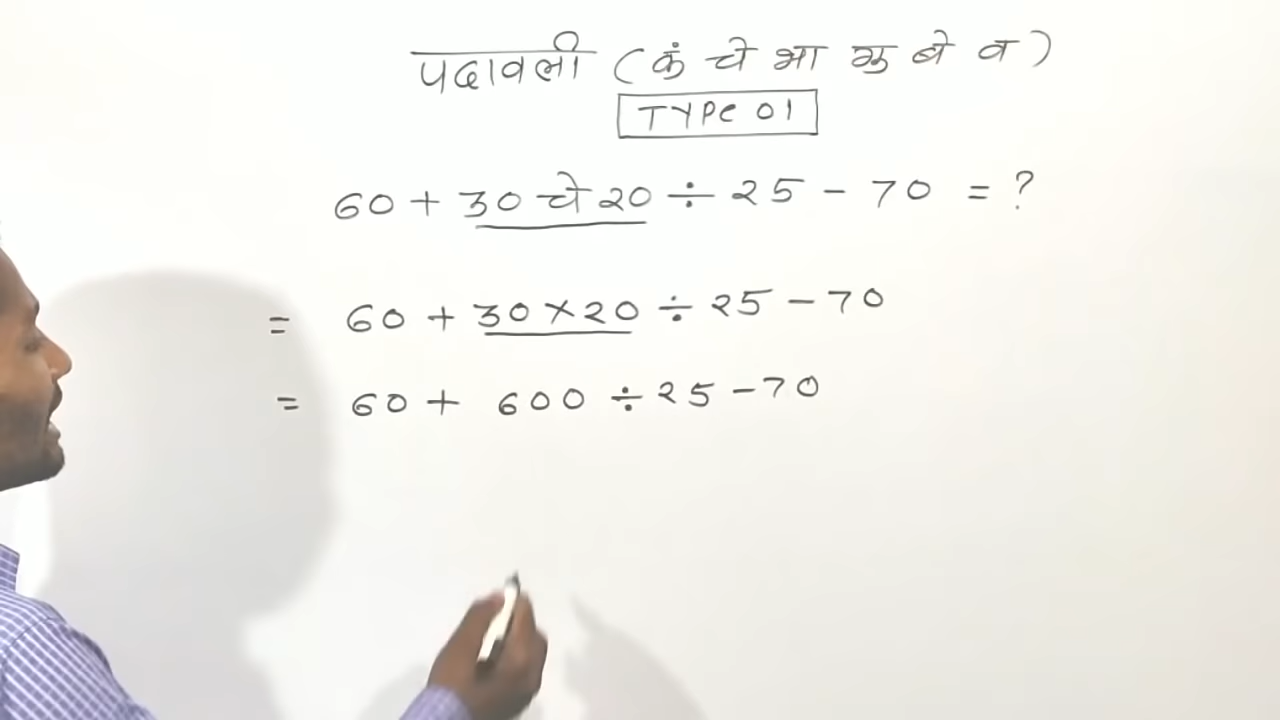 पदावली (कं चे भा गु बे व)
TYPE 01
60 + 30 चे 20 ÷ 25 - 70 = ?
= 60 + 30 × 20 ÷ 25 - 70
= 60 + 600 ÷ 25 - 70